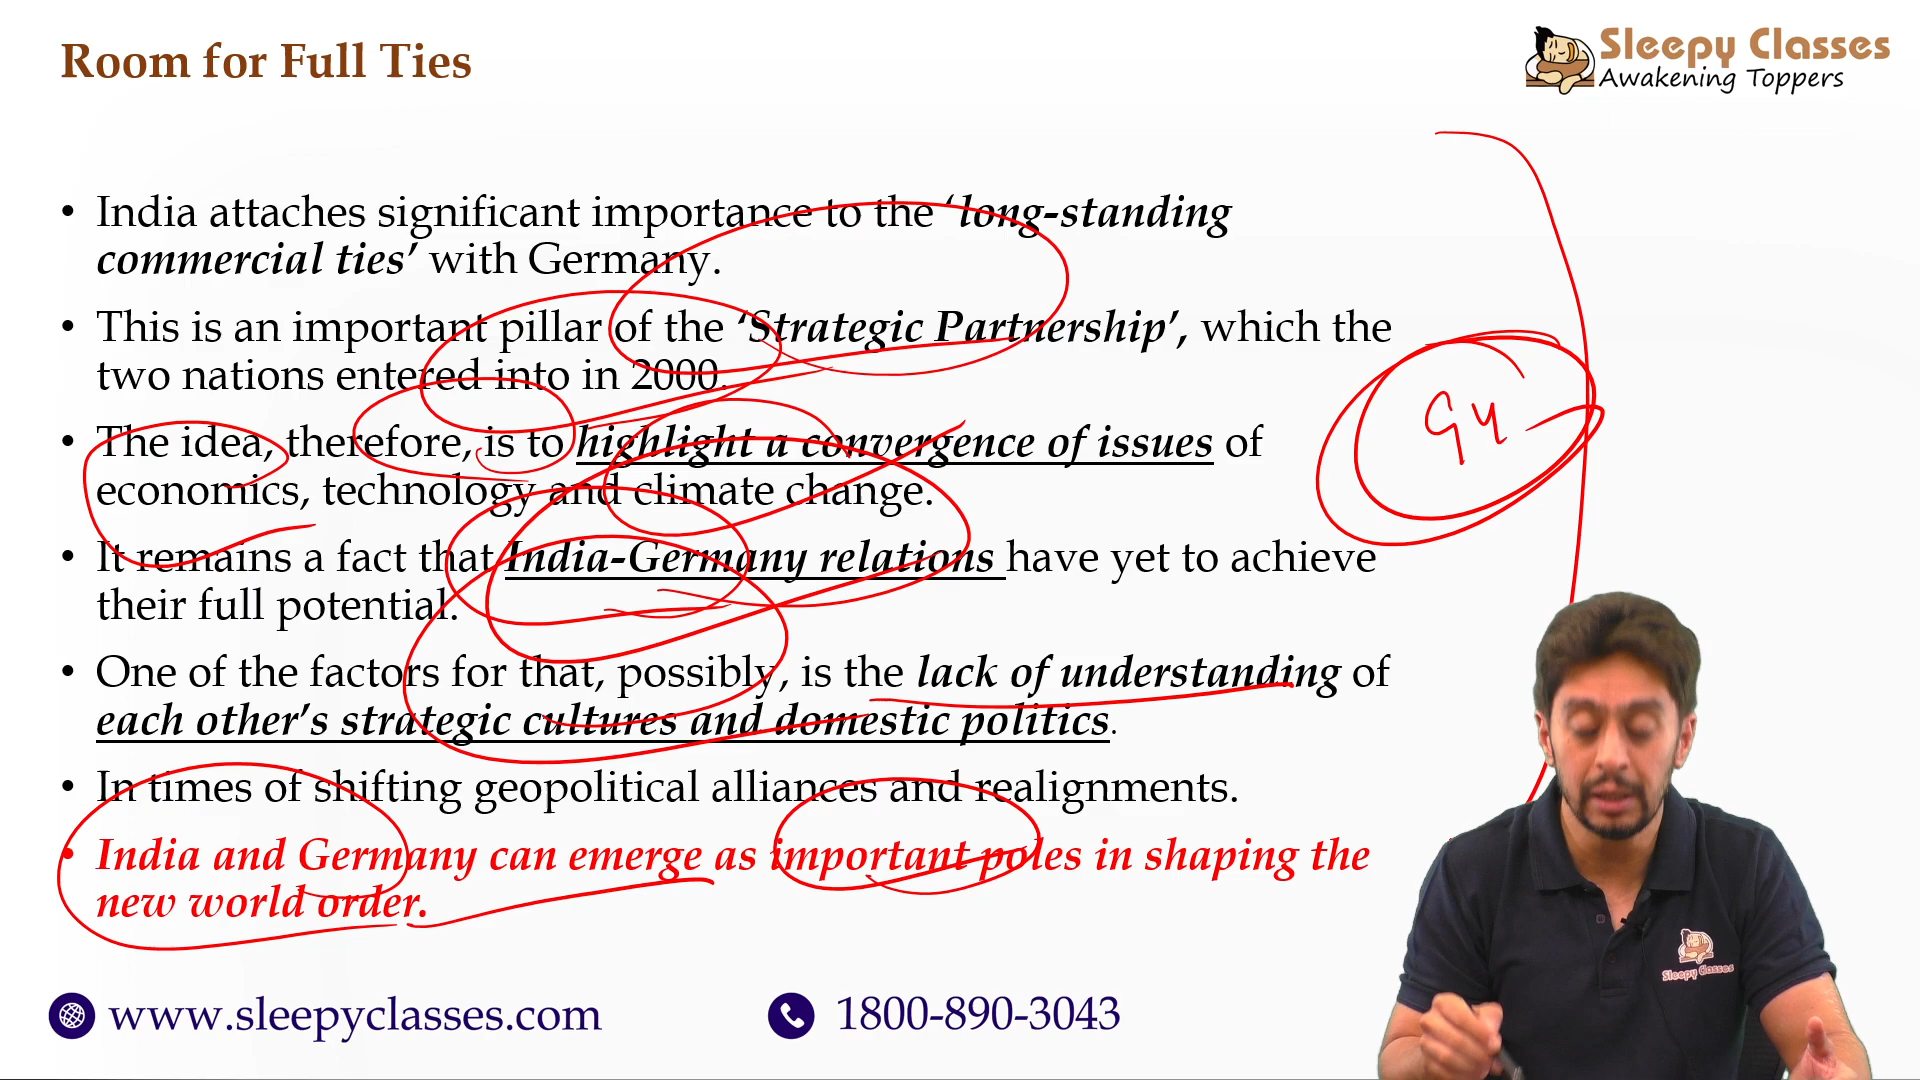 Room for Full Ties
Sleepy Classes
Awakening Toppers
• India attaches significant importance to the ‘long-standing
commercial ties’ with Germany.
• This is an important pillar of the ‘Strategic Partnership’, which the
two nations entered into in 2000.
• The idea, therefore, is to highlight a convergence of issues of
economics, technology and climate change.
• It remains a fact that India-Germany relations have yet to achieve
their full potential.
• One of the factors for that, possibly, is the lack of understanding of
each other’s strategic cultures and domestic politics.
• In times of shifting geopolitical alliances and realignments.
• India and Germany can emerge as important poles in shaping the
new world order.
Sleepy Classes
www.sleepyclasses.com
1800-890-3043